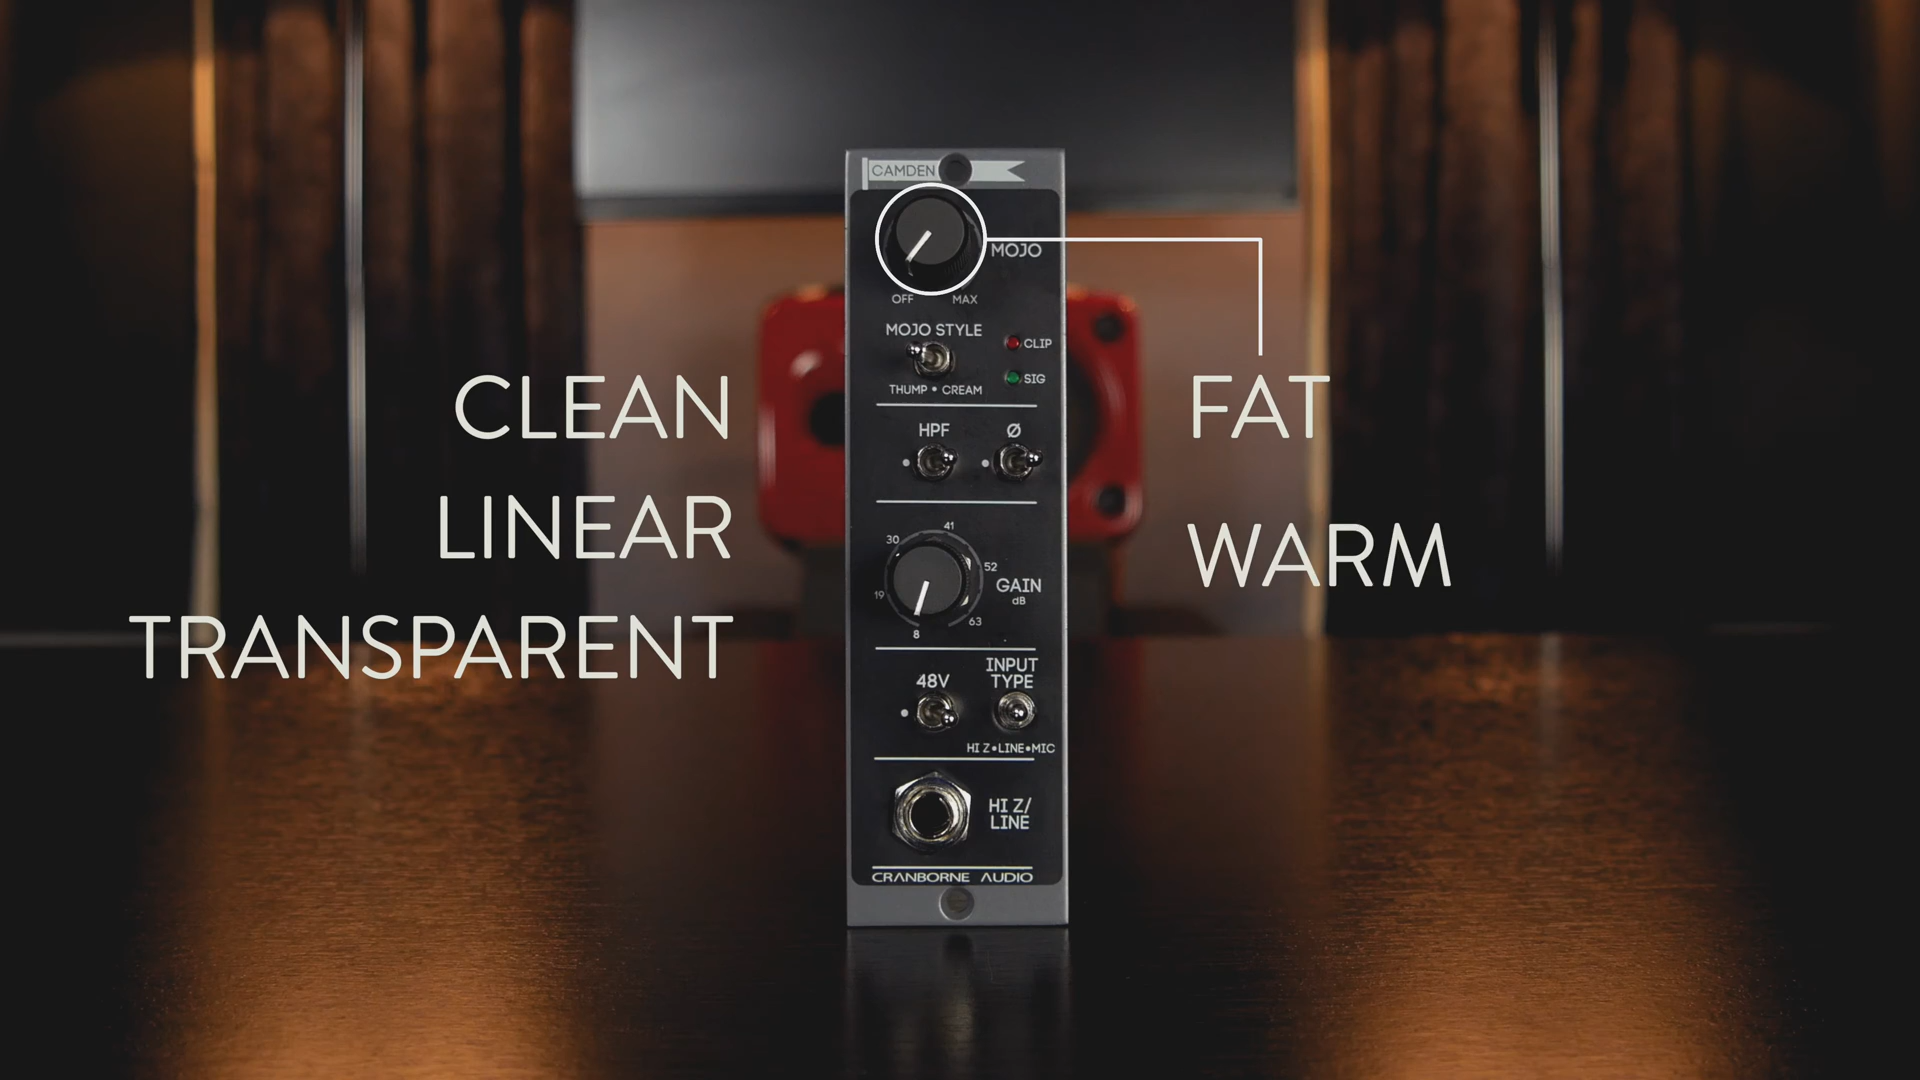 CAMDEN
MOJO
OFF MAX
MOJO STYLE
CLIP
SIG
THUMP • CREAM
CLEAN
LINEAR
TRANSPARENT
FAT
WARM
HPF Ø
41
30
52
GAIN
dB
19
63
8
48V
INPUT
TYPE
HI Z•LINE•MIC
HI Z/
LINE
CRANBORNE AUDIO